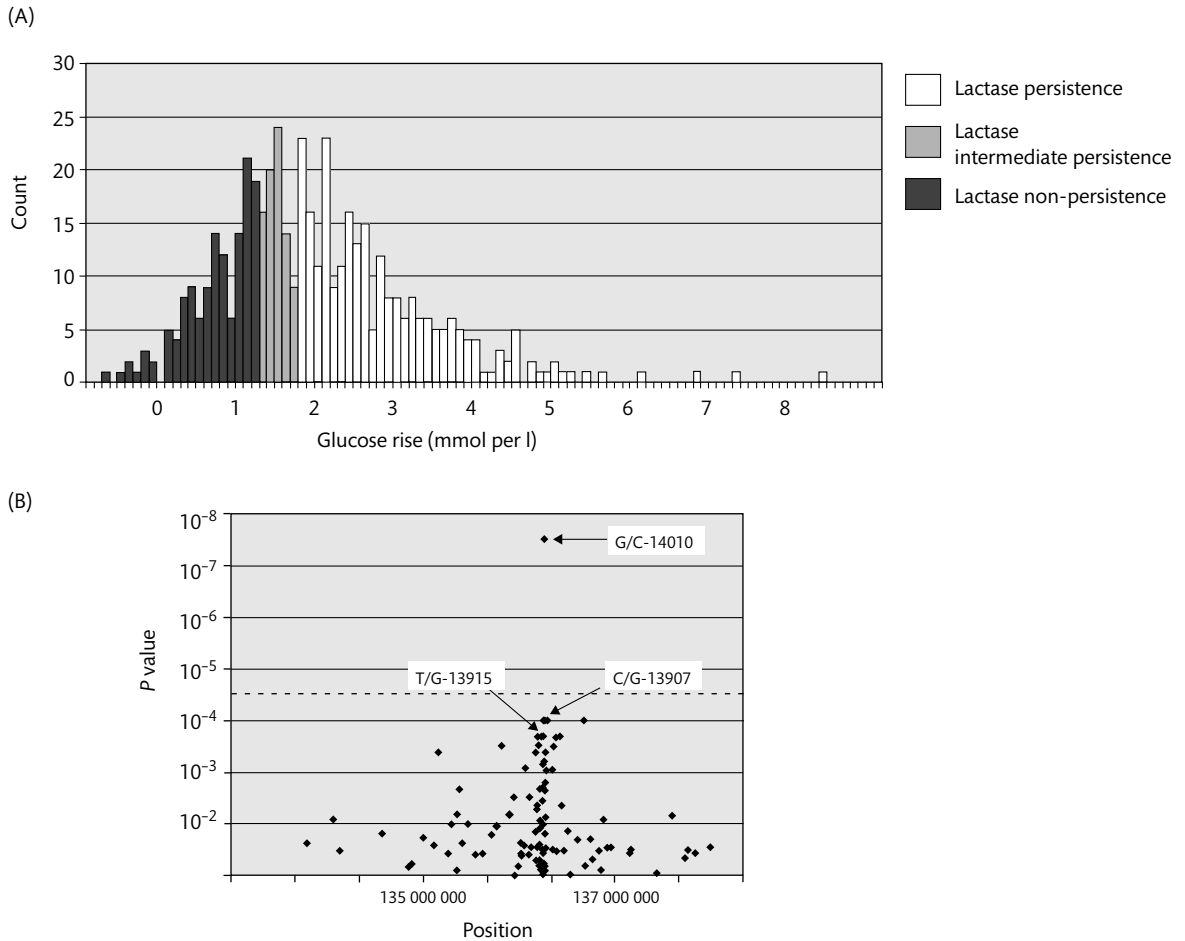 (A)
30
25
20
15
10
5
0
Count
0 1 2 3 4 5 6 7 8
Glucose rise (mmol per l)
Lactase persistence
Lactase
intermediate persistence
Lactase non-persistence
(B)
10⁻⁸
10⁻⁷
10⁻⁶
10⁻⁵
10⁻⁴
10⁻³
10⁻²
P value
G/C-14010
T/G-13915
C/G-13907
135 000 000 137 000 000
Position